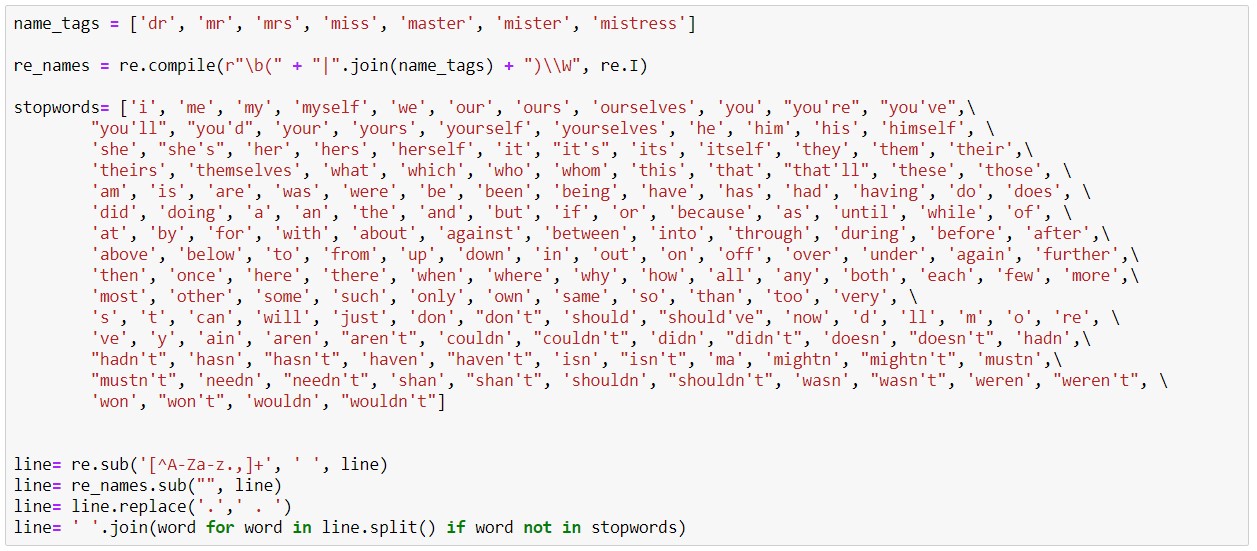 name_tags = ['dr', 'mr', 'mrs', 'miss', 'master', 'mister', 'mistress']
re_names = re.compile(r"\b(" + "|".join(name_tags) + ")\\W", re.I)
stopwords= ['i', 'me', 'my', 'myself', 'we', 'our', 'ours', 'ourselves', 'you', "you're", "you've",\
"you'll", "you'd", 'your', 'yours', 'yourself', 'yourselves', 'he', 'him', 'his', 'himself', \
'she', "she's", 'her', 'hers', 'herself', 'it', "it's", 'its', 'itself', 'they', 'them', 'their',\
'theirs', 'themselves', 'what', 'which', 'who', 'whom', 'this', 'that', "that'll", 'these', 'those', \
'am', 'is', 'are', 'was', 'were', 'be', 'been', 'being', 'have', 'has', 'had', 'having', 'do', 'does', \
'did', 'doing', 'a', 'an', 'the', 'and', 'but', 'if', 'or', 'because', 'as', 'until', 'while', 'of', \
'at', 'by', 'for', 'with', 'about', 'against', 'between', 'into', 'through', 'during', 'before', 'after',\
'above', 'below', 'to', 'from', 'up', 'down', 'in', 'out', 'on', 'off', 'over', 'under', 'again', 'further',\
'then', 'once', 'here', 'there', 'when', 'where', 'why', 'how', 'all', 'any', 'both', 'each', 'few', 'more',\
'most', 'other', 'some', 'such', 'only', 'own', 'same', 'so', 'than', 'too', 'very', \
's', 't', 'can', 'will', 'just', 'don', "don't", 'should', "should've", 'now', 'd', 'll', 'm', 'o', 're', \
've', 'y', 'ain', 'aren', "aren't", 'couldn', "couldn't", 'didn', "didn't", 'doesn', "doesn't", 'hadn',\
"hadn't", 'hasn', "hasn't", 'haven', "haven't", 'isn', "isn't", 'ma', 'mightn', "mightn't", 'mustn',\
"mustn't", 'needn', "needn't", 'shan', "shan't", 'shouldn', "shouldn't", 'wasn', "wasn't", 'weren', "weren't", \
'won', "won't", 'wouldn', "wouldn't"]
line= re.sub('[^A-Za-z.,]+', ' ', line)
line= re_names.sub("", line)
line= line.replace('.',' . ')
line= ' '.join(word for word in line.split() if word not in stopwords)